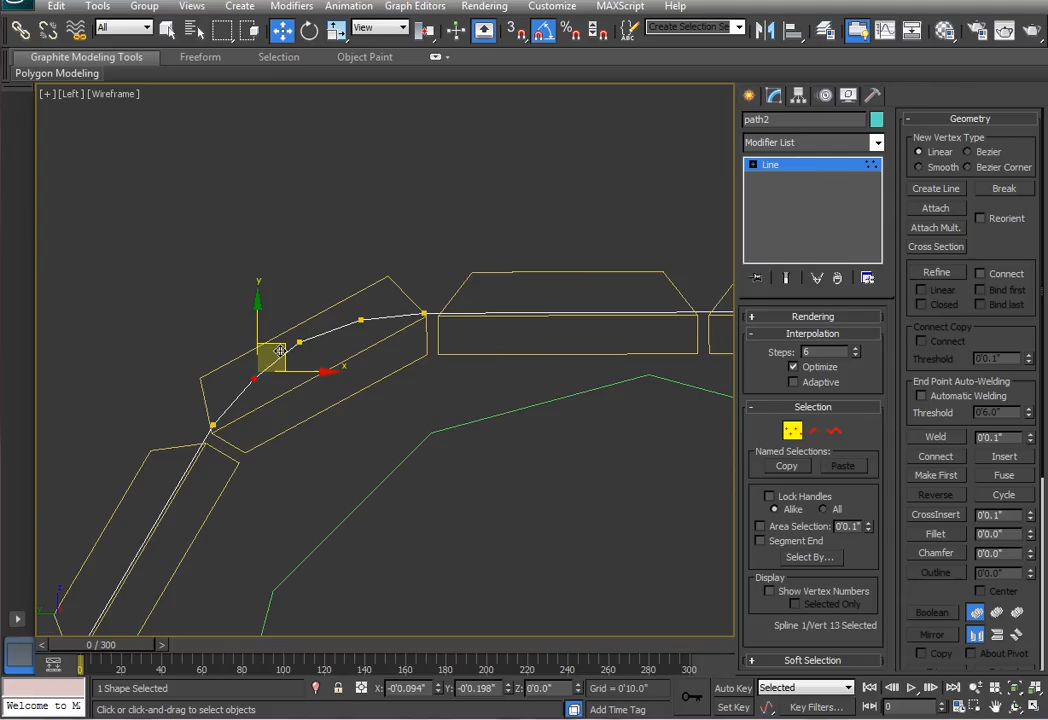 Edit Tools Group Views Create Modifiers Animation Graph Editors Rendering Customize MAXScript Help
All View Create Selection Se
Graphite Modeling Tools Freeform Selection Object Paint
Polygon Modeling
[+] [Left] [Wireframe]
y
x
path2
Modifier List
Line
Rendering
Interpolation
Steps: 6
Optimize
Adaptive
Selection
Named Selections:
Copy Paste
Lock Handles
Alike All
Area Selection: 0'0.1"
Segment End
Select By...
Display
Show Vertex Numbers
Selected Only
Spline 1/Vert 13 Selected
Soft Selection
Geometry
New Vertex Type
Linear Bezier
Smooth Bezier Corner
Create Line Break
Attach Reorient
Attach Mult.
Cross Section
Refine Connect
Linear Bind first
Closed Bind last
Connect Copy
Connect
Threshold 0'0.1"
End Point Auto-Welding
Automatic Welding
Threshold 0'6.0"
Weld 0'0.1"
Connect Insert
Make First Fuse
Reverse Cycle
CrossInsert 0'0.1"
Fillet 0'0.0"
Chamfer 0'0.0"
Outline 0'0.0"
Center
Boolean
Mirror
Copy About Pivot
0 / 300
0 20 40 60 80 100 120 140 160 180 200 220 240 260 280 300
1 Shape Selected X: -0'0.094" Y: -0'0.198" Z: 0'0.0" Grid = 0'10.0" Auto Key Selected
Welcome to M Click or click-and-drag to select objects Add Time Tag Set Key Key Filters... 0